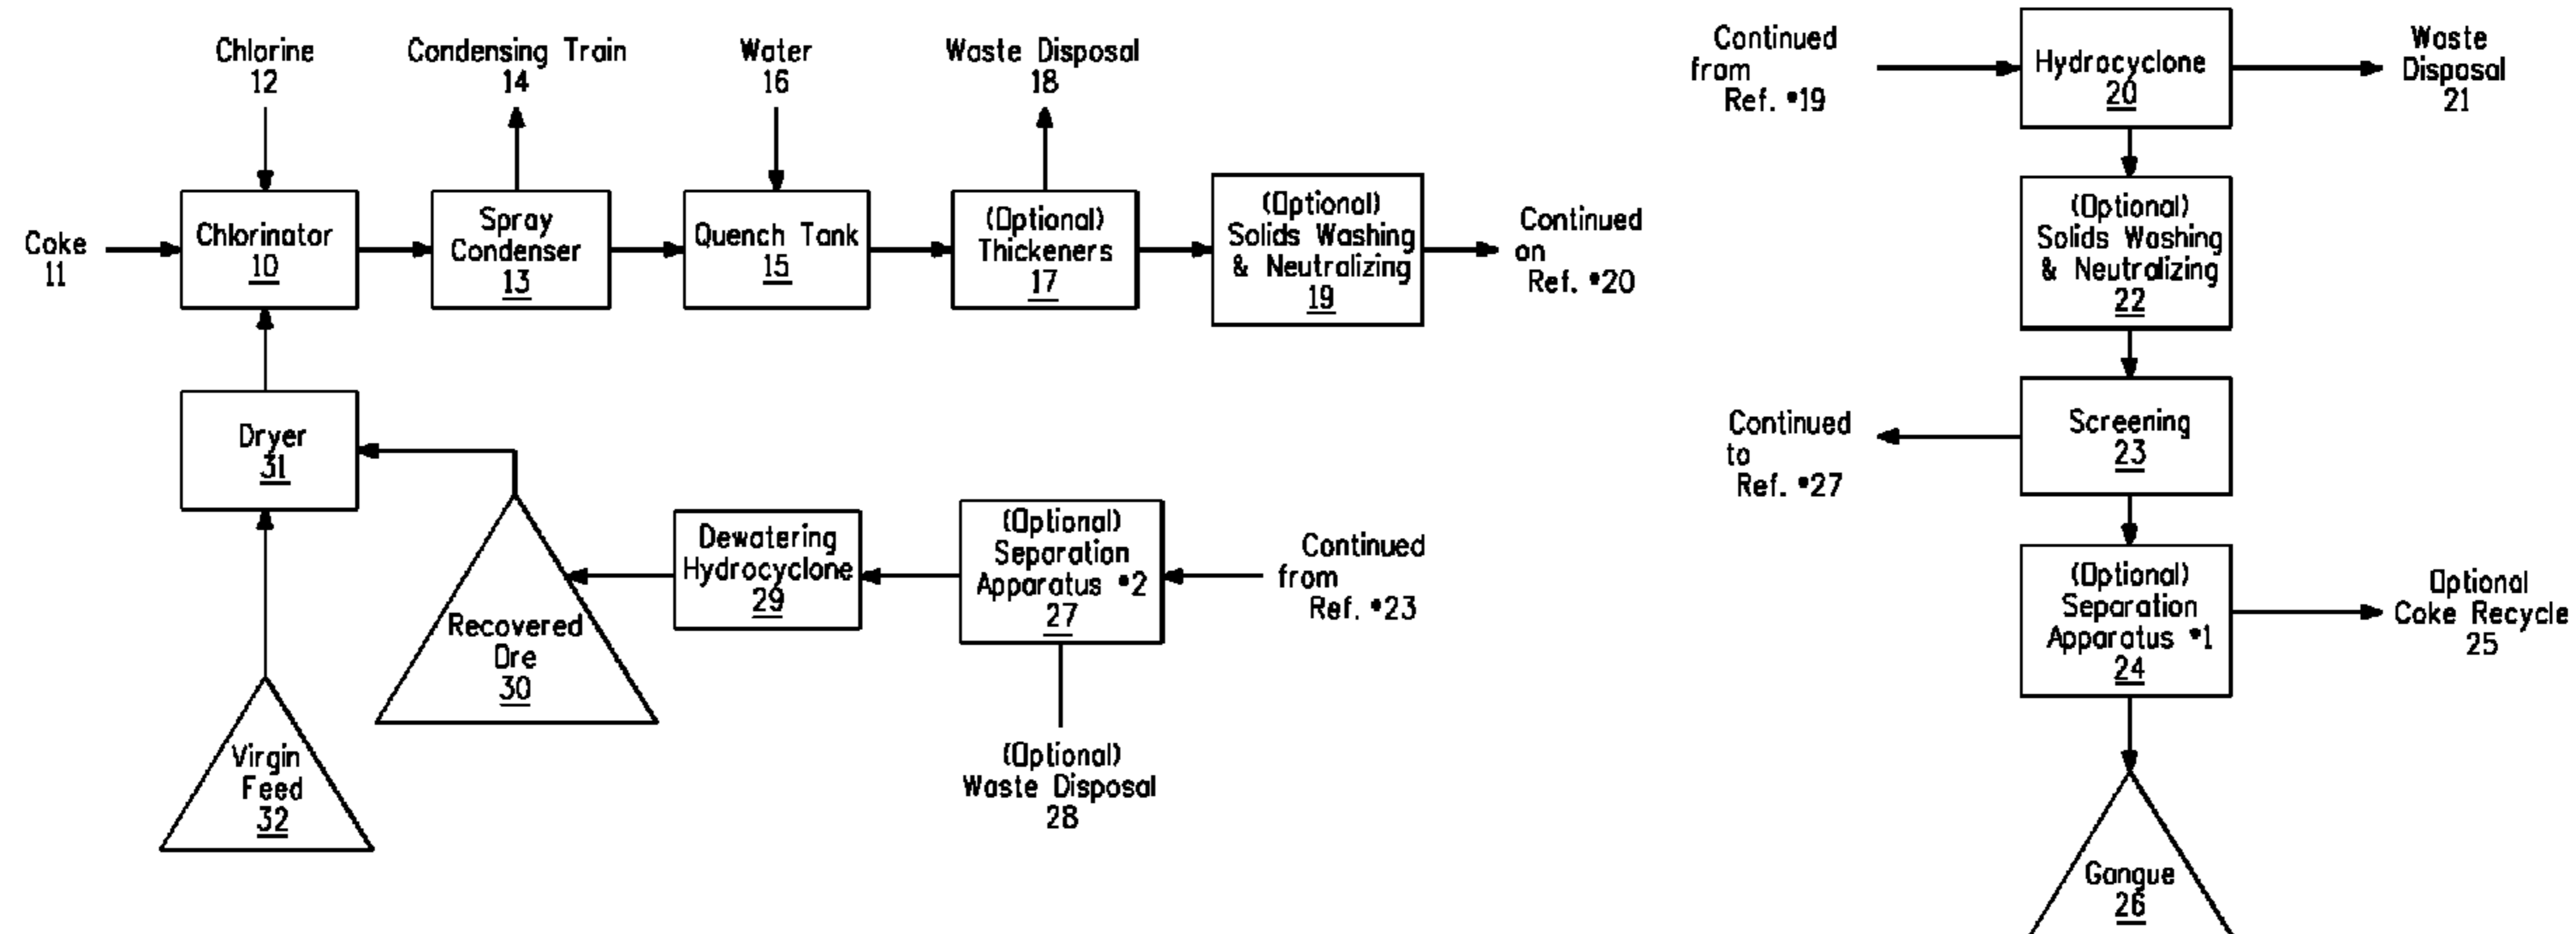 Chlorine
12
Condensing Train
14
Water
16
Waste Disposal
18
Coke
11
Chlorinator
10
Spray
Condenser
13
Quench Tank
15
(Optional)
Thickeners
17
(Optional)
Solids Washing
& Neutralizing
19
Continued
on
Ref. •20
Dryer
31
Virgin
Feed
32
Recovered
Ore
30
Dewatering
Hydrocyclone
29
(Optional)
Separation
Apparatus •2
27
Continued
from
Ref. •23
(Optional)
Waste Disposal
28
Continued
from
Ref. •19
Hydrocyclone
20
Waste
Disposal
21
(Optional)
Solids Washing
& Neutralizing
22
Continued
to
Ref. •27
Screening
23
(Optional)
Separation
Apparatus •1
24
Optional
Coke Recycle
25
Gangue
26